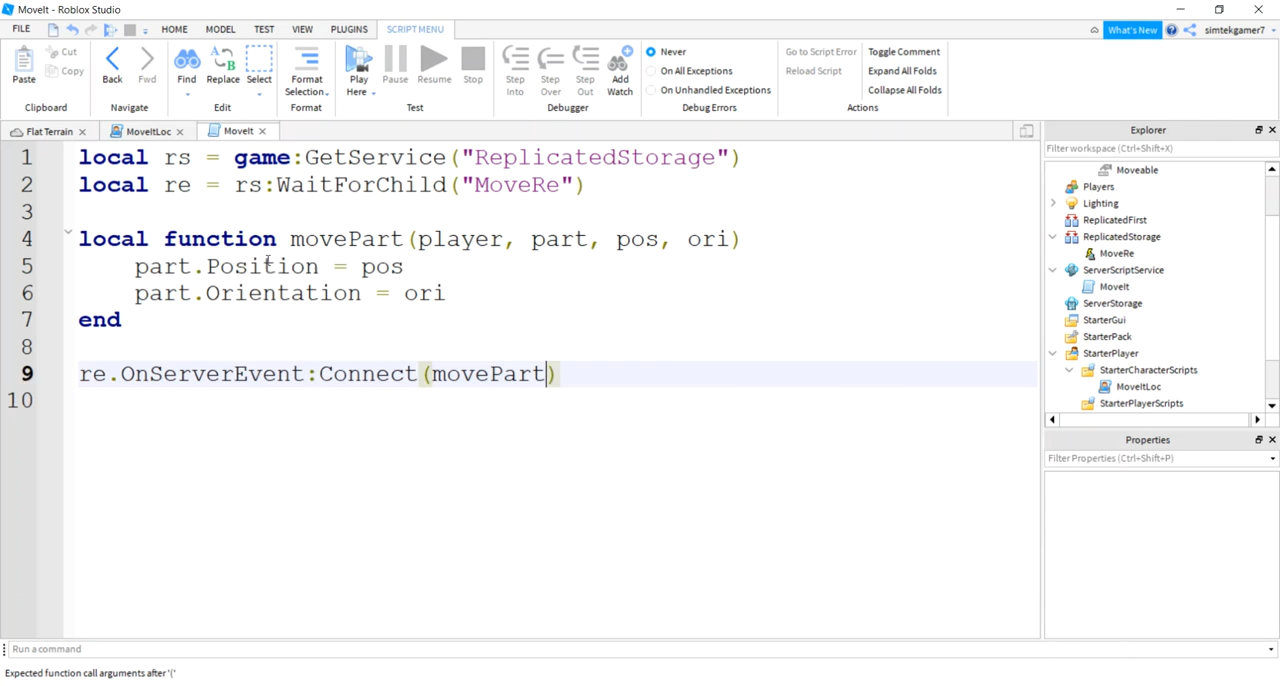 MoveIt - Roblox Studio
FILE HOME MODEL TEST VIEW PLUGINS SCRIPT MENU What's New simtekgamer7
Paste Cut Copy Back Fwd Find Replace Select Format Selection Play Here Pause Resume Stop Step Into Step Over Step Out Add Watch
Never
On All Exceptions
On Unhandled Exceptions
Go to Script Error
Reload Script
Toggle Comment
Expand All Folds
Collapse All Folds
Clipboard Navigate Edit Format Test Debugger Debug Errors Actions
Flat Terrain MoveItLoc MoveIt
1 local rs = game:GetService("ReplicatedStorage")
2 local re = rs:WaitForChild("MoveRe")
3
4 local function movePart(player, part, pos, ori)
5 part.Position = pos
6 part.Orientation = ori
7 end
8
9 re.OnServerEvent:Connect(movePart)
10
Explorer
Filter workspace (Ctrl+Shift+X)
Moveable
Players
Lighting
ReplicatedFirst
ReplicatedStorage
MoveRe
ServerScriptService
MoveIt
ServerStorage
StarterGui
StarterPack
StarterPlayer
StarterCharacterScripts
MoveItLoc
StarterPlayerScripts
Properties
Filter Properties (Ctrl+Shift+P)
Run a command
Expected function call arguments after '('